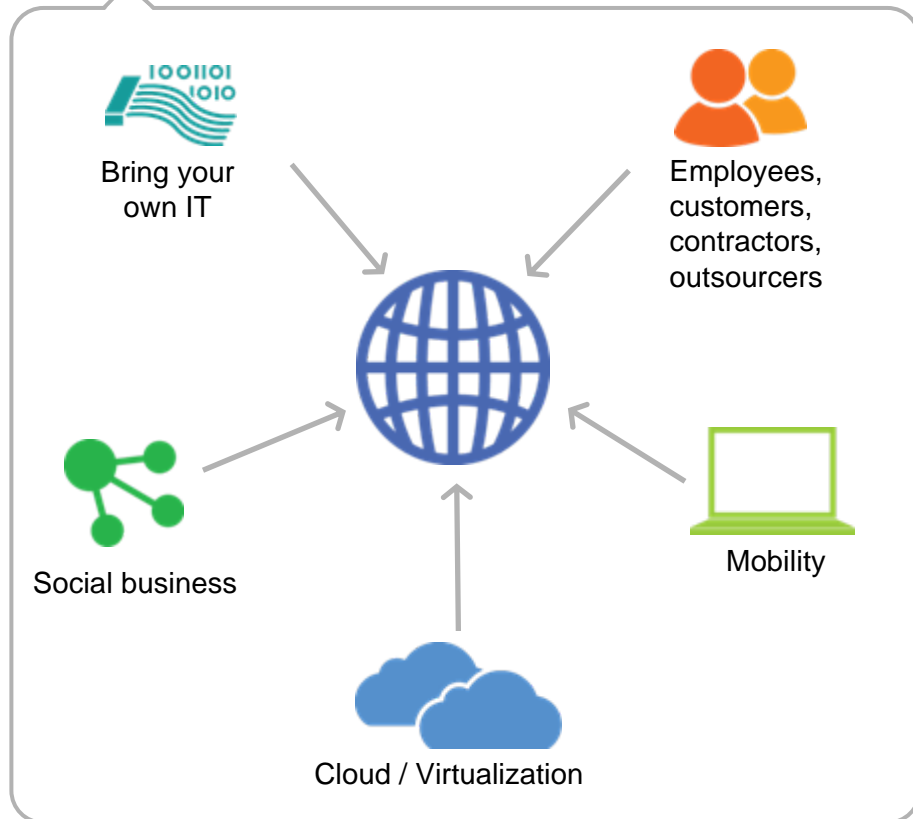 1001101
1010
Bring your
own IT
Employees,
customers,
contractors,
outsourcers
Social business
Mobility
Cloud / Virtualization